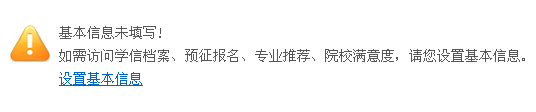 基本信息未填写！
如需访问学信档案、预征报名、专业推荐、院校满意度，请您设置基本信息。
设置基本信息